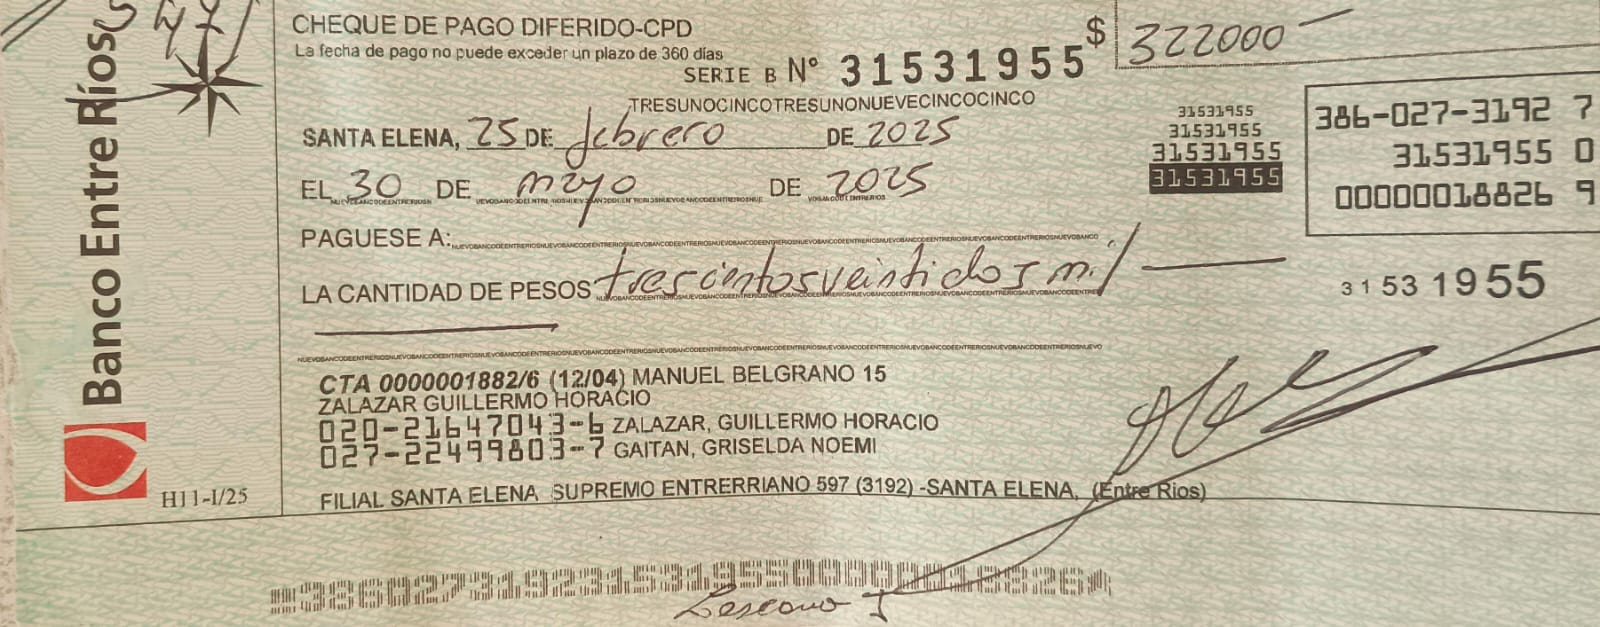 Banco Entre Ríos
H11-I/25
CHEQUE DE PAGO DIFERIDO-CPD
La fecha de pago no puede exceder un plazo de 360 días
SERIE B N° 31531955
$ 322000
TRESUNOCINCOTRESUNONUEVECINCOCINCO
SANTA ELENA, 25 DE febrero DE 2025
EL 30 DE mayo DE 2025
31531955
31531955
31531955
31531955
386-027-3192 7
31531955 0
00000018826 9
PAGUESE A:
LA CANTIDAD DE PESOS trescientosveintidos mil
31531955
CTA 0000001882/6 (12/04) MANUEL BELGRANO 15
ZALAZAR GUILLERMO HORACIO
020-21647043-6 ZALAZAR, GUILLERMO HORACIO
027-22499803-7 GAITAN, GRISELDA NOEMI
FILIAL SANTA ELENA SUPREMO ENTRERRIANO 597 (3192) -SANTA ELENA, (Entre Rios)
Lescano J